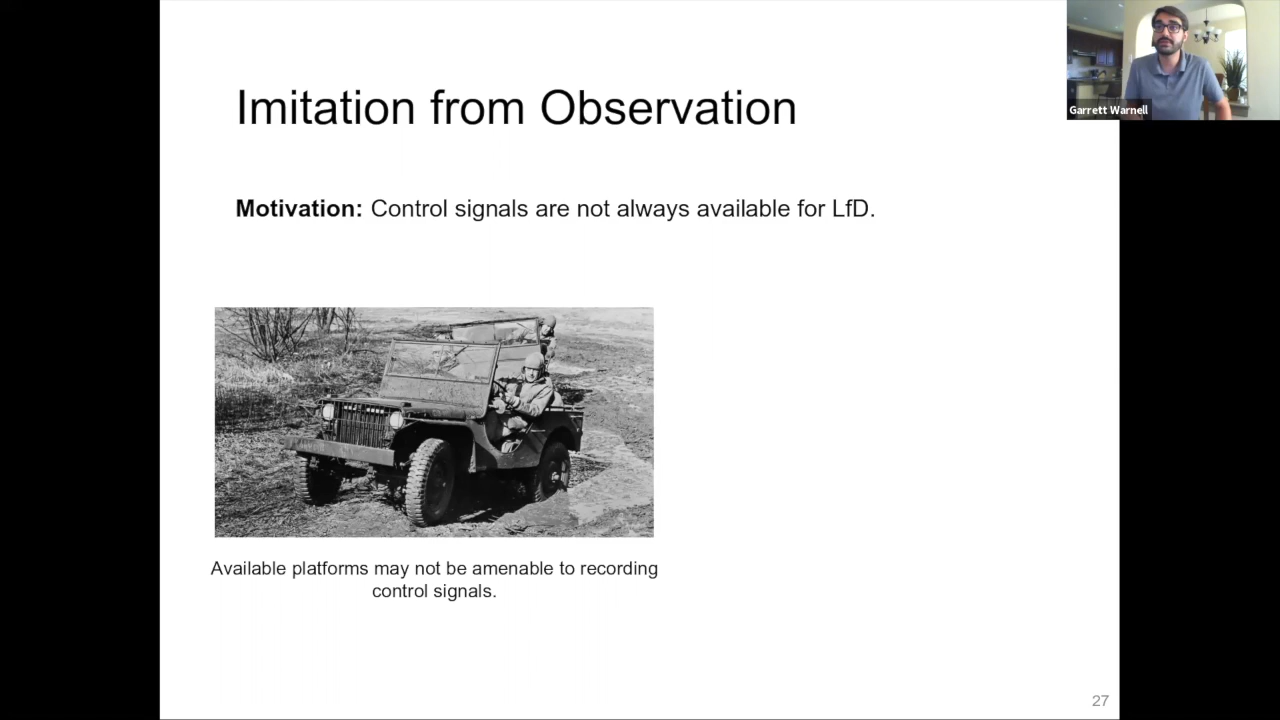 Imitation from Observation
Garrett Warnell
Motivation: Control signals are not always available for LfD.
Available platforms may not be amenable to recording
control signals.
27